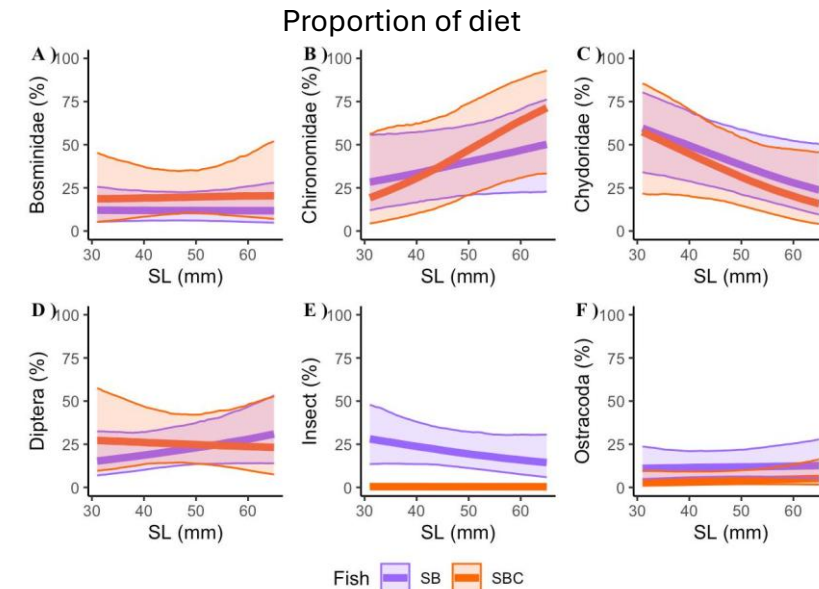 Proportion of diet
A )
Bosminidae (%)
100
75
50
25
0
30 40 50 60
SL (mm)
B )
Chironomidae (%)
100
75
50
25
0
30 40 50 60
SL (mm)
C )
Chydoridae (%)
100
75
50
25
0
30 40 50 60
SL (mm)
D )
Diptera (%)
100
75
50
25
0
30 40 50 60
SL (mm)
E )
Insect (%)
100
75
50
25
0
30 40 50 60
SL (mm)
F )
Ostracoda (%)
100
75
50
25
0
30 40 50 60
SL (mm)
Fish SB SBC